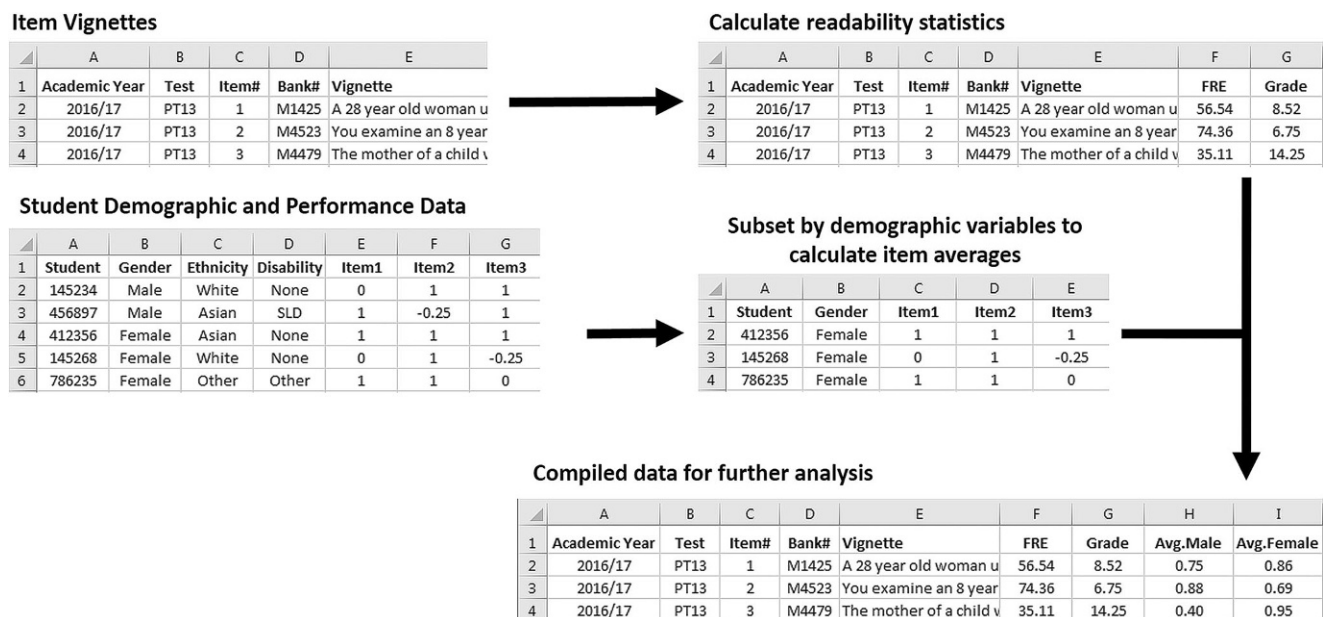 Item Vignettes
A B C D E
1 Academic Year Test Item# Bank# Vignette
2 2016/17 PT13 1 M1425 A 28 year old woman u
3 2016/17 PT13 2 M4523 You examine an 8 year
4 2016/17 PT13 3 M4479 The mother of a child
Calculate readability statistics
A B C D E F G
1 Academic Year Test Item# Bank# Vignette FRE Grade
2 2016/17 PT13 1 M1425 A 28 year old woman u 56.54 8.52
3 2016/17 PT13 2 M4523 You examine an 8 year 74.36 6.75
4 2016/17 PT13 3 M4479 The mother of a child 35.11 14.25
Student Demographic and Performance Data
A B C D E F G
1 Student Gender Ethnicity Disability Item1 Item2 Item3
2 145234 Male White None 0 1 1
3 456897 Male Asian SLD 1 -0.25 1
4 412356 Female Asian None 1 1 1
5 145268 Female White None 0 1 -0.25
6 786235 Female Other Other 1 1 0
Subset by demographic variables to
calculate item averages
A B C D E
1 Student Gender Item1 Item2 Item3
2 412356 Female 1 1 1
3 145268 Female 0 1 -0.25
4 786235 Female 1 1 0
Compiled data for further analysis
A B C D E F G H I
1 Academic Year Test Item# Bank# Vignette FRE Grade Avg.Male Avg.Female
2 2016/17 PT13 1 M1425 A 28 year old woman u 56.54 8.52 0.75 0.86
3 2016/17 PT13 2 M4523 You examine an 8 year 74.36 6.75 0.88 0.69
4 2016/17 PT13 3 M4479 The mother of a child 35.11 14.25 0.40 0.95